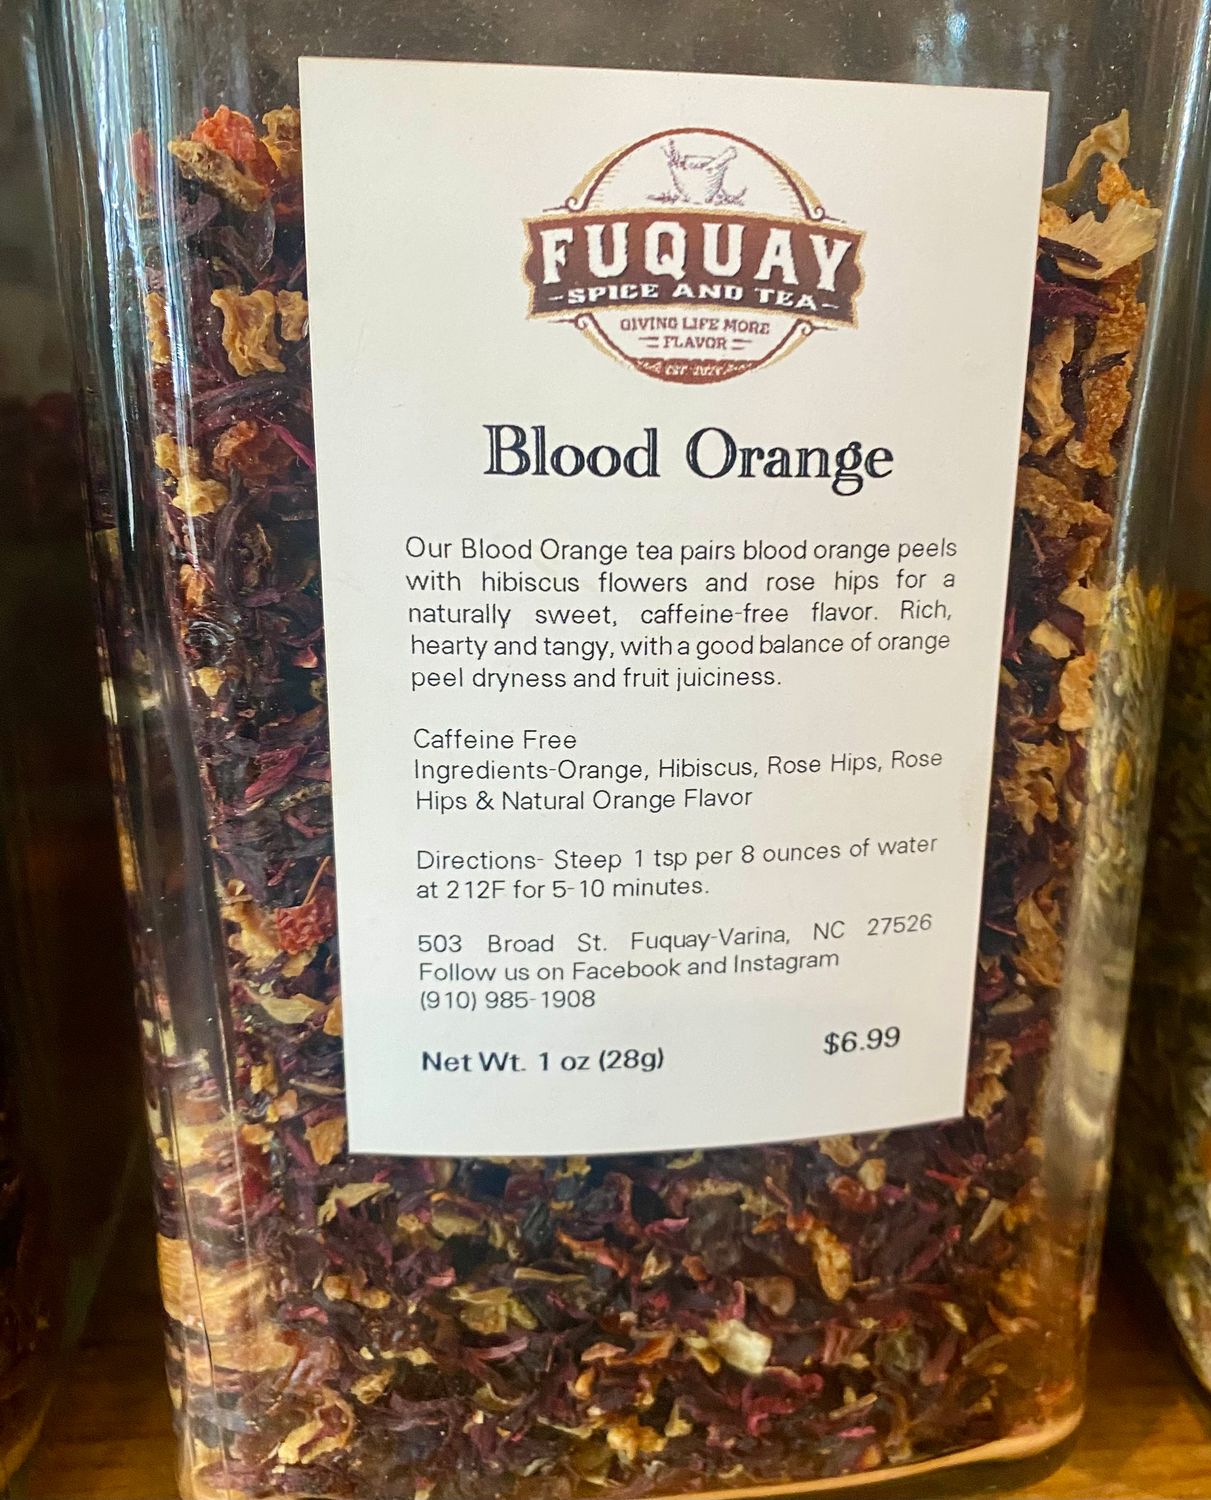 FUQUAY
-SPICE AND TEA-
GIVING LIFE MORE
FLAVOR
Blood Orange
Our Blood Orange tea pairs blood orange peels
with hibiscus flowers and rose hips for a
naturally sweet, caffeine-free flavor. Rich,
hearty and tangy, with a good balance of orange
peel dryness and fruit juiciness.
Caffeine Free
Ingredients-Orange, Hibiscus, Rose Hips, Rose
Hips & Natural Orange Flavor
Directions- Steep 1 tsp per 8 ounces of water
at 212F for 5-10 minutes.
503 Broad St. Fuquay-Varina, NC 27526
Follow us on Facebook and Instagram
(910) 985-1908
Net Wt. 1 oz (28g) $6.99